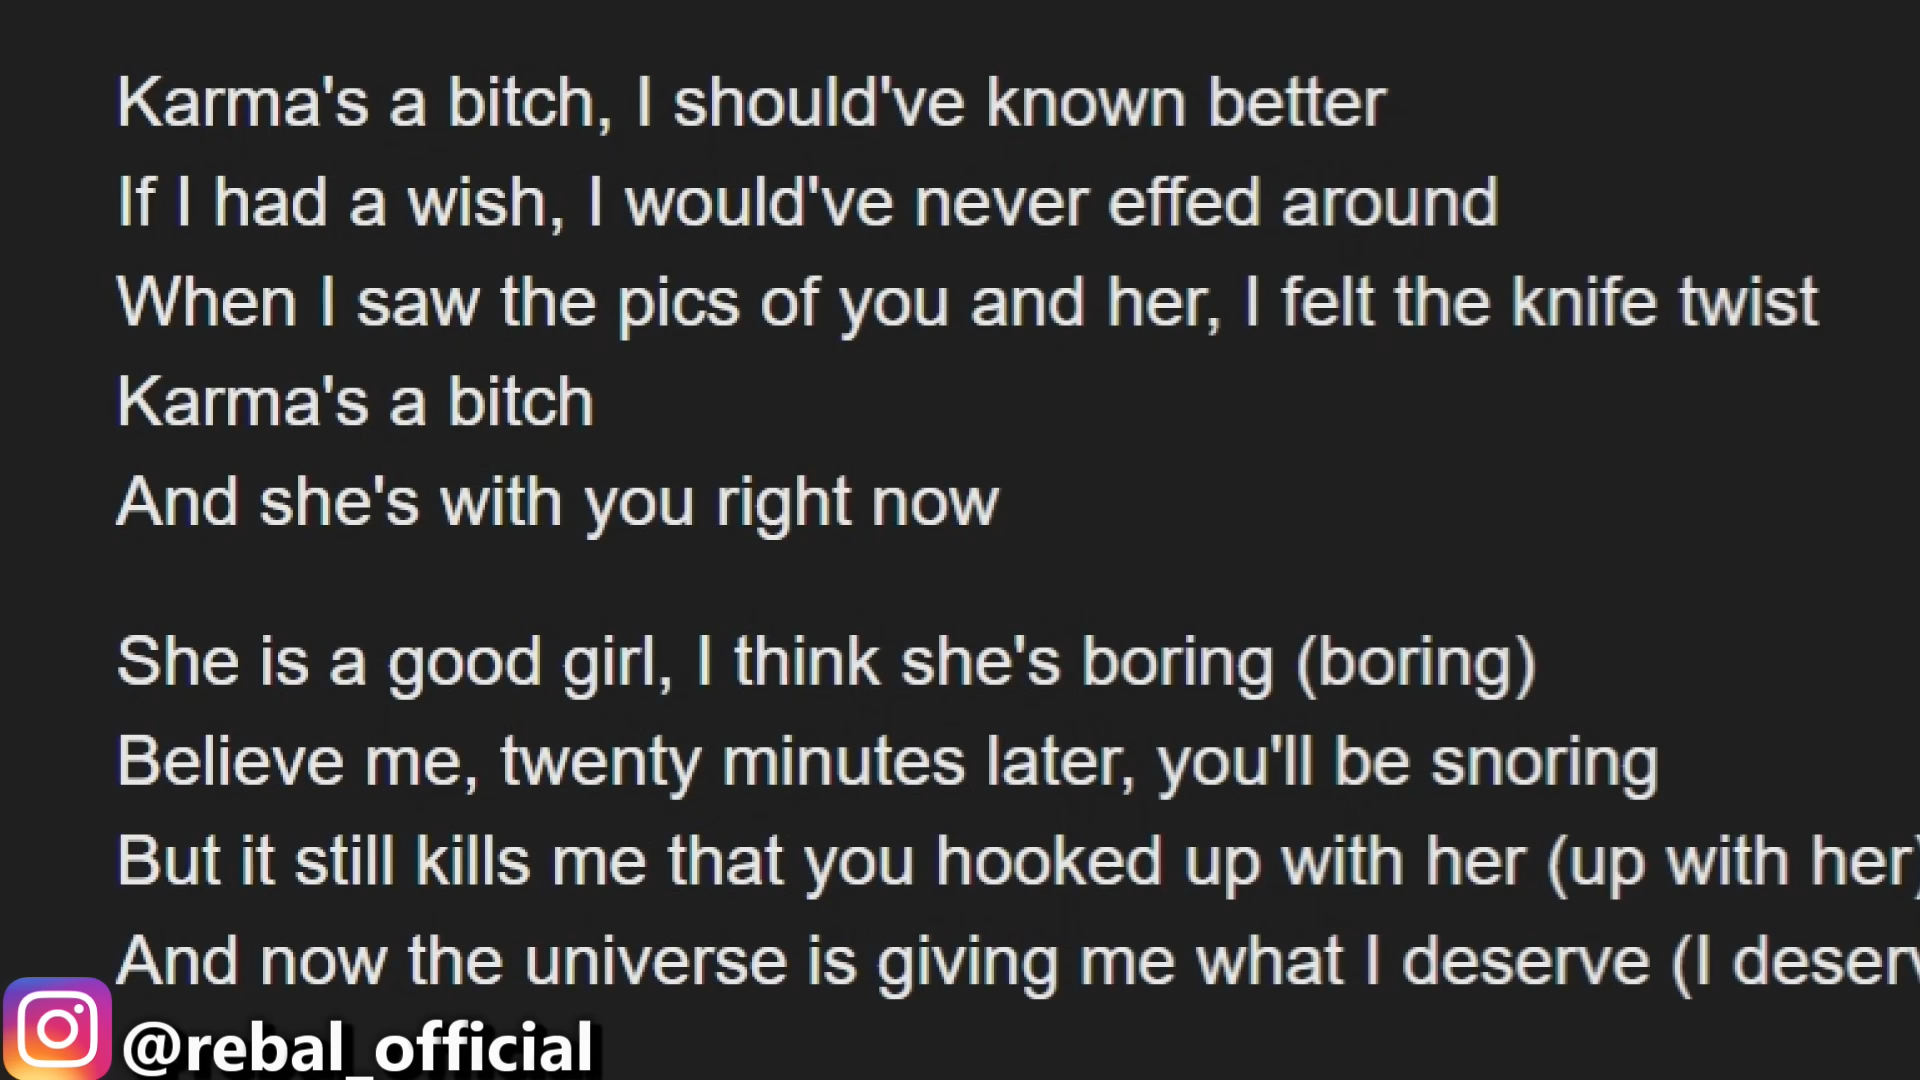 Karma's a bitch, I should've known better
If I had a wish, I would've never effed around
When I saw the pics of you and her, I felt the knife twist
Karma's a bitch
And she's with you right now
She is a good girl, I think she's boring (boring)
Believe me, twenty minutes later, you'll be snoring
But it still kills me that you hooked up with her (up with her)
And now the universe is giving me what I deserve (I deserv
@rebal_official